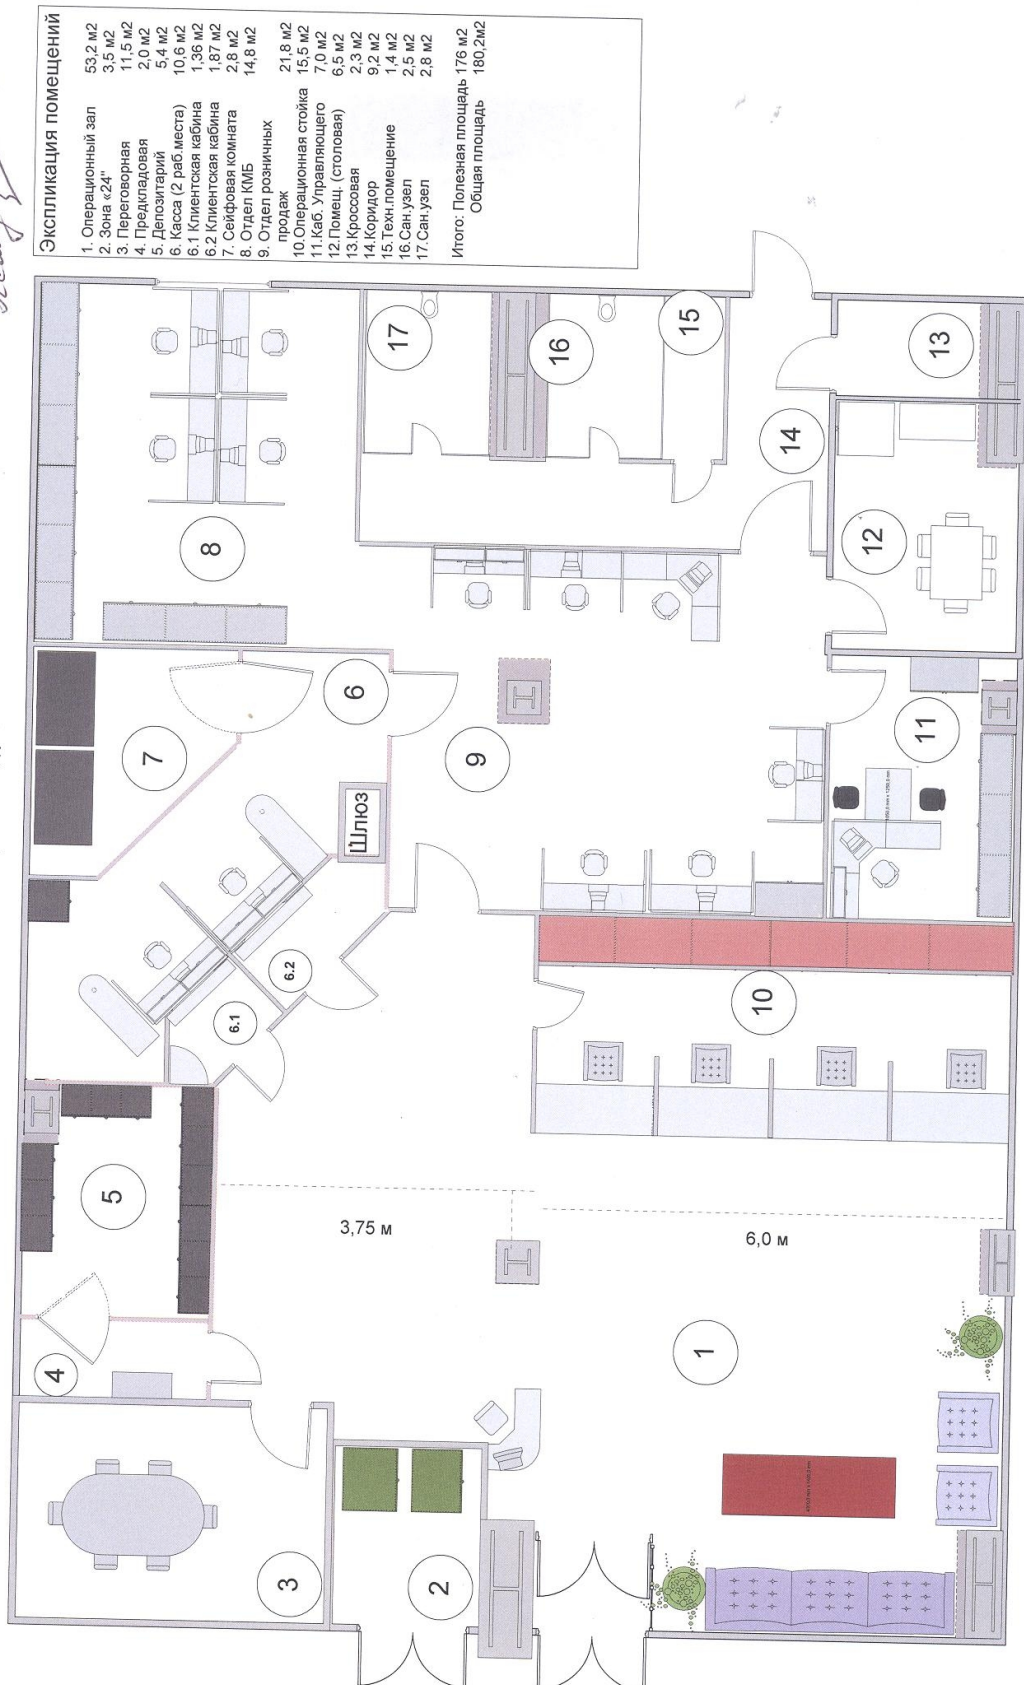 Экспликация помещений
1. Операционный зал 53,2 м2
2. Зона «24" 3,5 м2
3. Переговорная 11,5 м2
4. Предкладовая 2,0 м2
5. Депозитарий 5,4 м2
6. Касса (2 раб.места) 10,6 м2
6.1 Клиентская кабина 1,36 м2
6.2 Клиентская кабина 1,87 м2
7. Сейфовая комната 2,8 м2
8. Отдел КМБ 14,8 м2
9. Отдел розничных
продаж 21,8 м2
10.Операционная стойка 15,5 м2
11.Каб. Управляющего 7,0 м2
12.Помещ. (столовая) 6,5 м2
13.Кроссовая 2,3 м2
14.Коридор 9,2 м2
15.Техн.помещение 1,4 м2
16.Сан.узел 2,5 м2
17.Сан.узел 2,8 м2
Итого: Полезная площадь 176 м2
Общая площадь 180,2м2
17
16
15
13
14
8
12
6
7
9
11
Шлюз
6.2
6.1
10
5
3,75 м
6,0 м
4
1
3
2